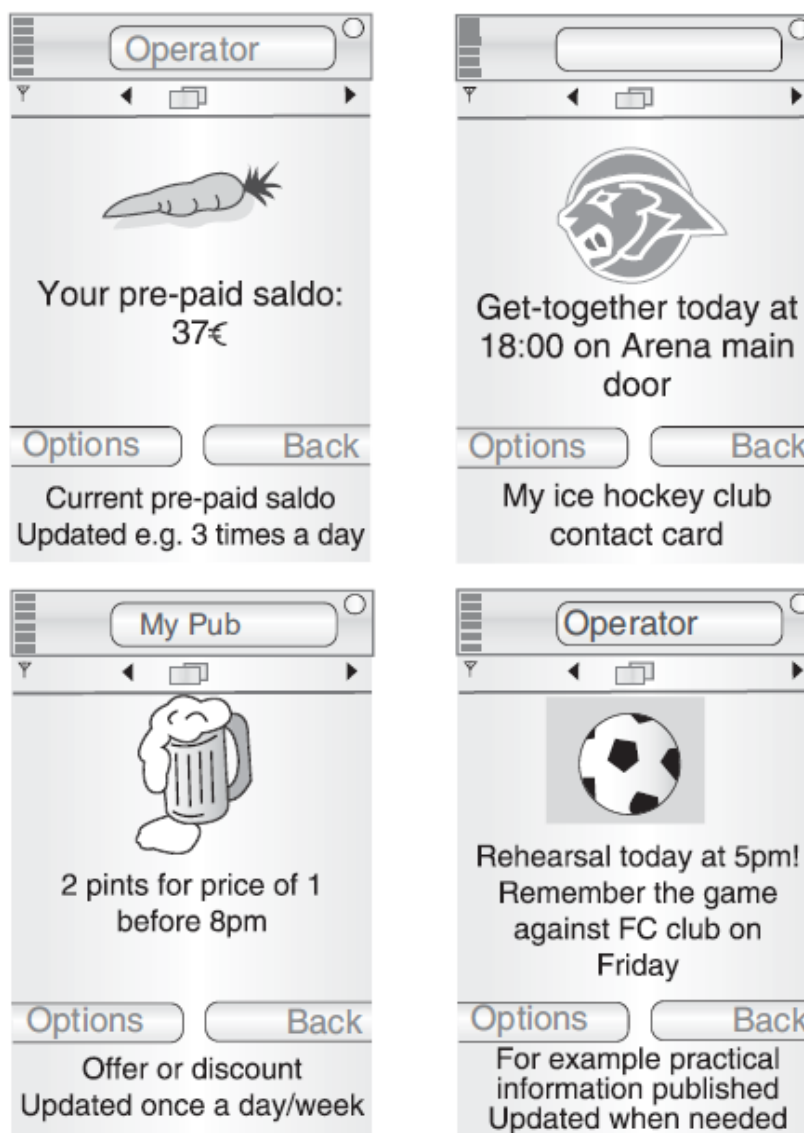 Operator
Your pre-paid saldo:
37€
Options
Back
Current pre-paid saldo
Updated e.g. 3 times a day
Get-together today at
18:00 on Arena main
door
Options
Back
My ice hockey club
contact card
My Pub
2 pints for price of 1
before 8pm
Options
Back
Offer or discount
Updated once a day/week
Operator
Rehearsal today at 5pm!
Remember the game
against FC club on
Friday
Options
Back
For example practical
information published
Updated when needed